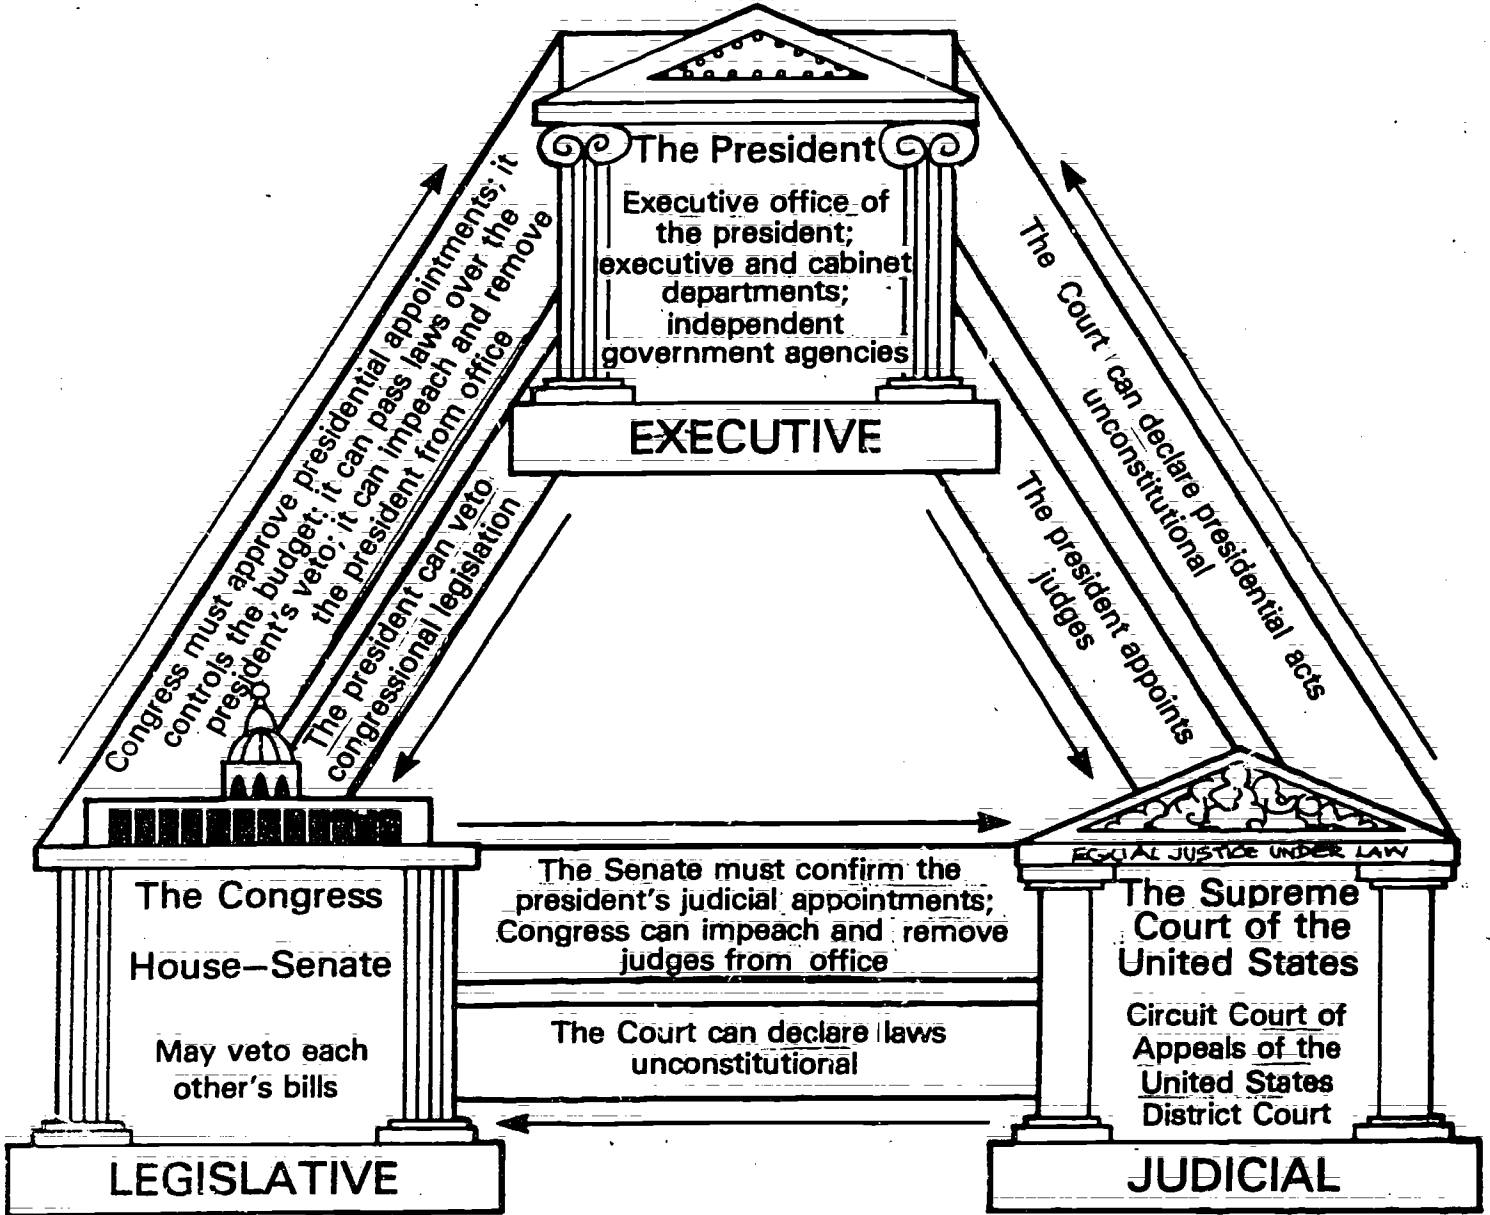 The President
Executive office of
the president;
executive and cabinet
departments;
independent
government agencies
EXECUTIVE
Congress must approve presidential appointments; it
controls the budget; it can pass laws over the
president's veto; it can impeach and remove
the president from office
The president can veto
congressional legislation
The Court can declare presidential acts
unconstitutional
The president appoints
judges
The Senate must confirm the
president's judicial appointments;
Congress can impeach and remove
judges from office
The Court can declare laws
unconstitutional
The Congress
House–Senate
May veto each
other's bills
LEGISLATIVE
EQUAL JUSTICE UNDER LAW
The Supreme
Court of the
United States
Circuit Court of
Appeals of the
United States
District Court
JUDICIAL